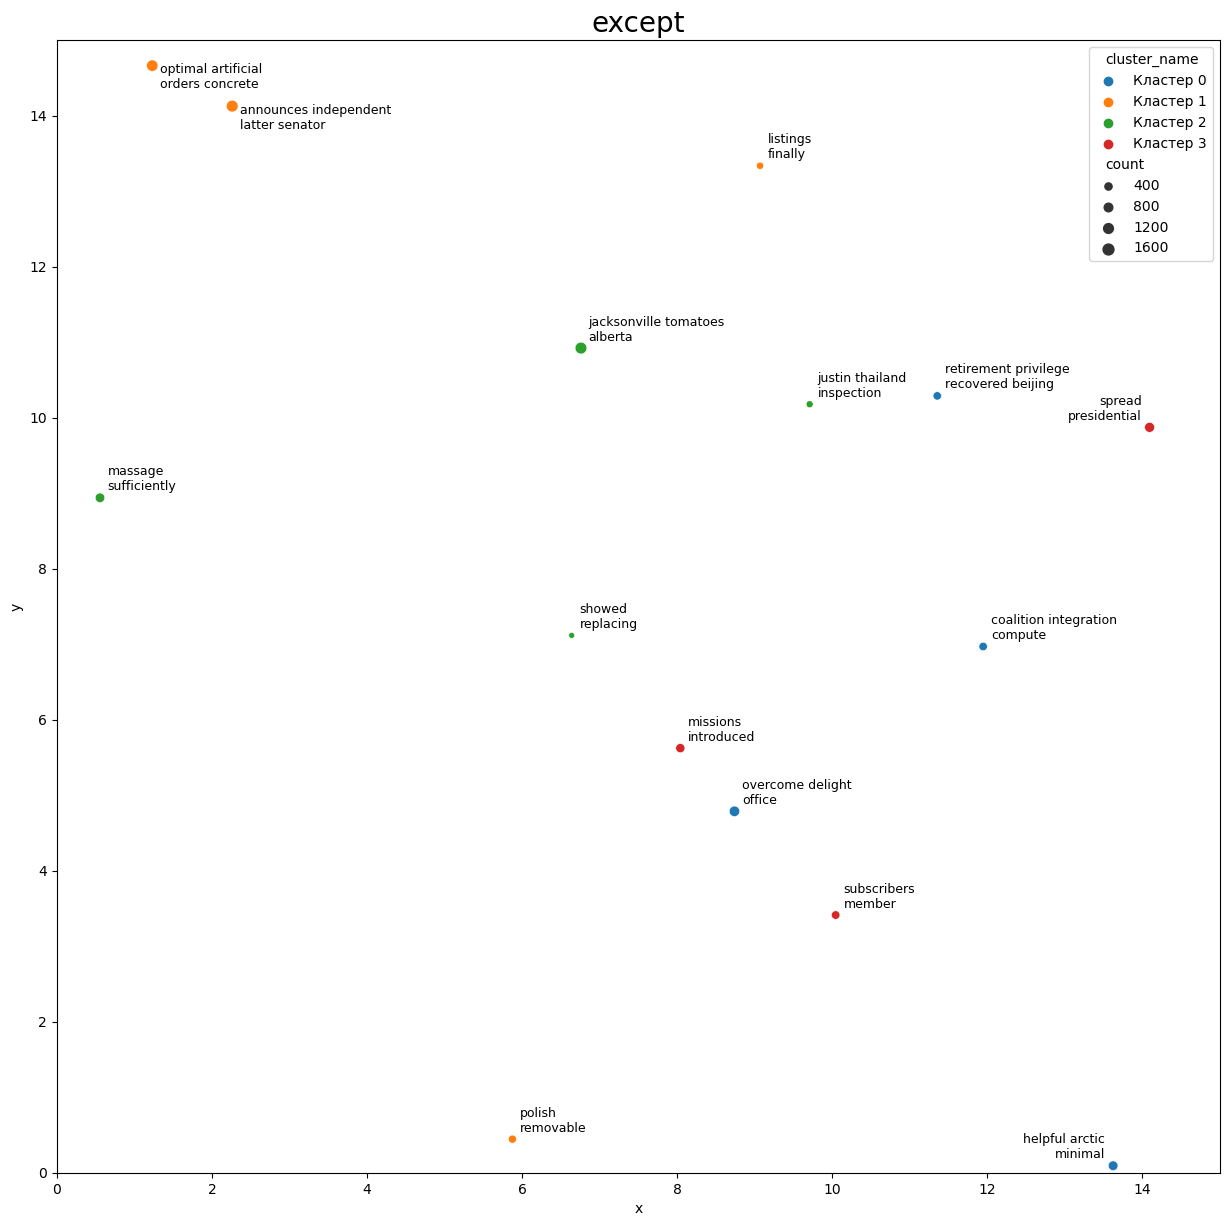 except
cluster_name
Кластер 0
Кластер 1
Кластер 2
Кластер 3
count
400
800
1200
1600
optimal artificial
orders concrete
announces independent
latter senator
listings
finally
jacksonville tomatoes
alberta
justin thailand
inspection
retirement privilege
recovered beijing
spread
presidential
massage
sufficiently
showed
replacing
coalition integration
compute
missions
introduced
overcome delight
office
subscribers
member
polish
removable
helpful arctic
minimal
y
14
12
10
8
6
4
2
0
0 2 4 6 8 10 12 14
x